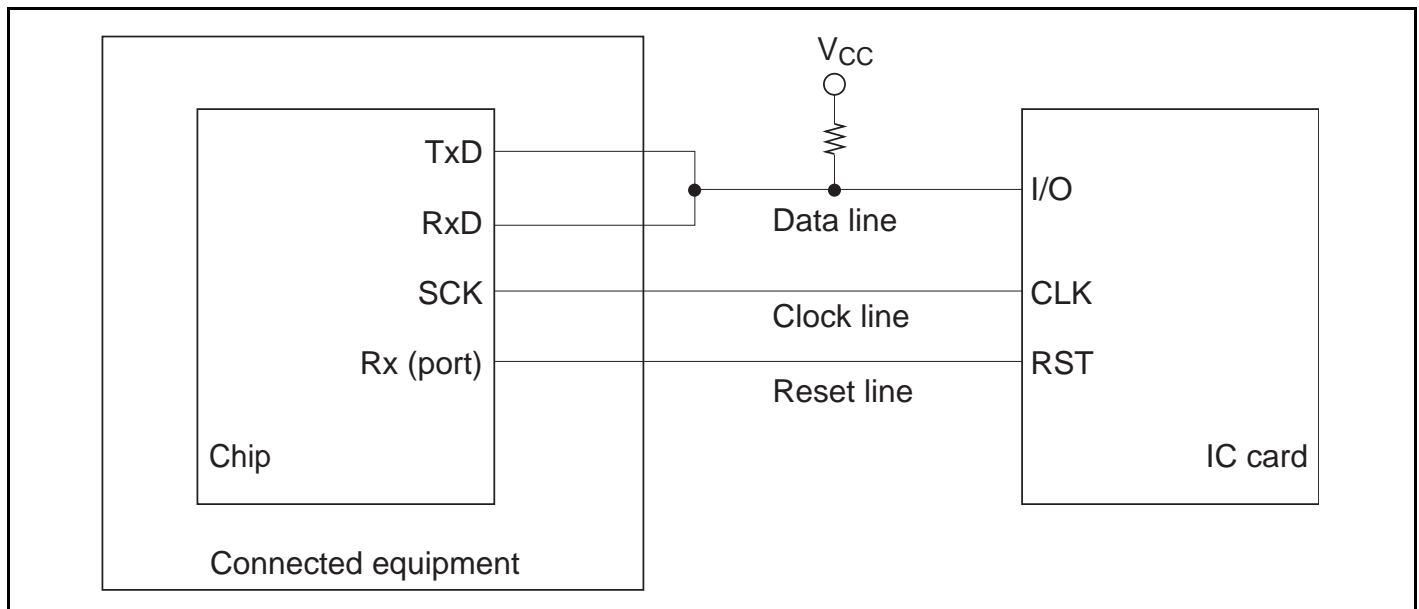 VCC
TxD
RxD
SCK
Rx (port)
Chip
Connected equipment
Data line
Clock line
Reset line
I/O
CLK
RST
IC card